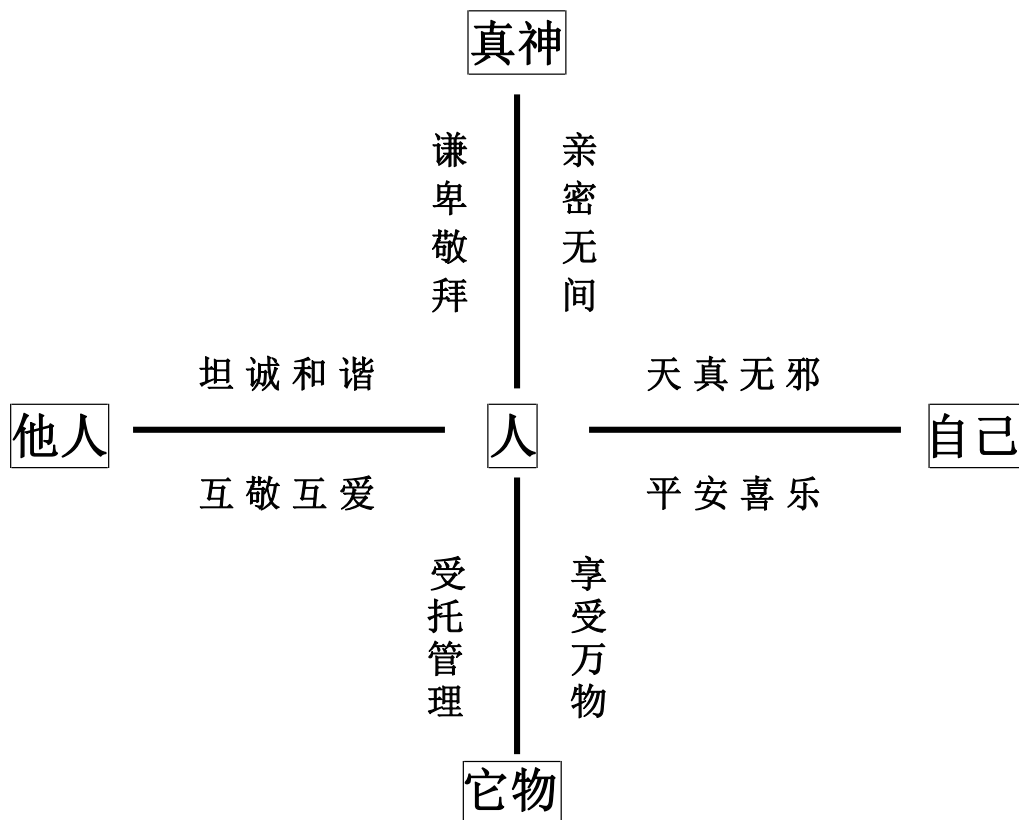 真神
谦卑敬拜
亲密无间
坦诚和谐
天真无邪
他人
人
自己
互敬互爱
平安喜乐
受托管理
享受万物
它物